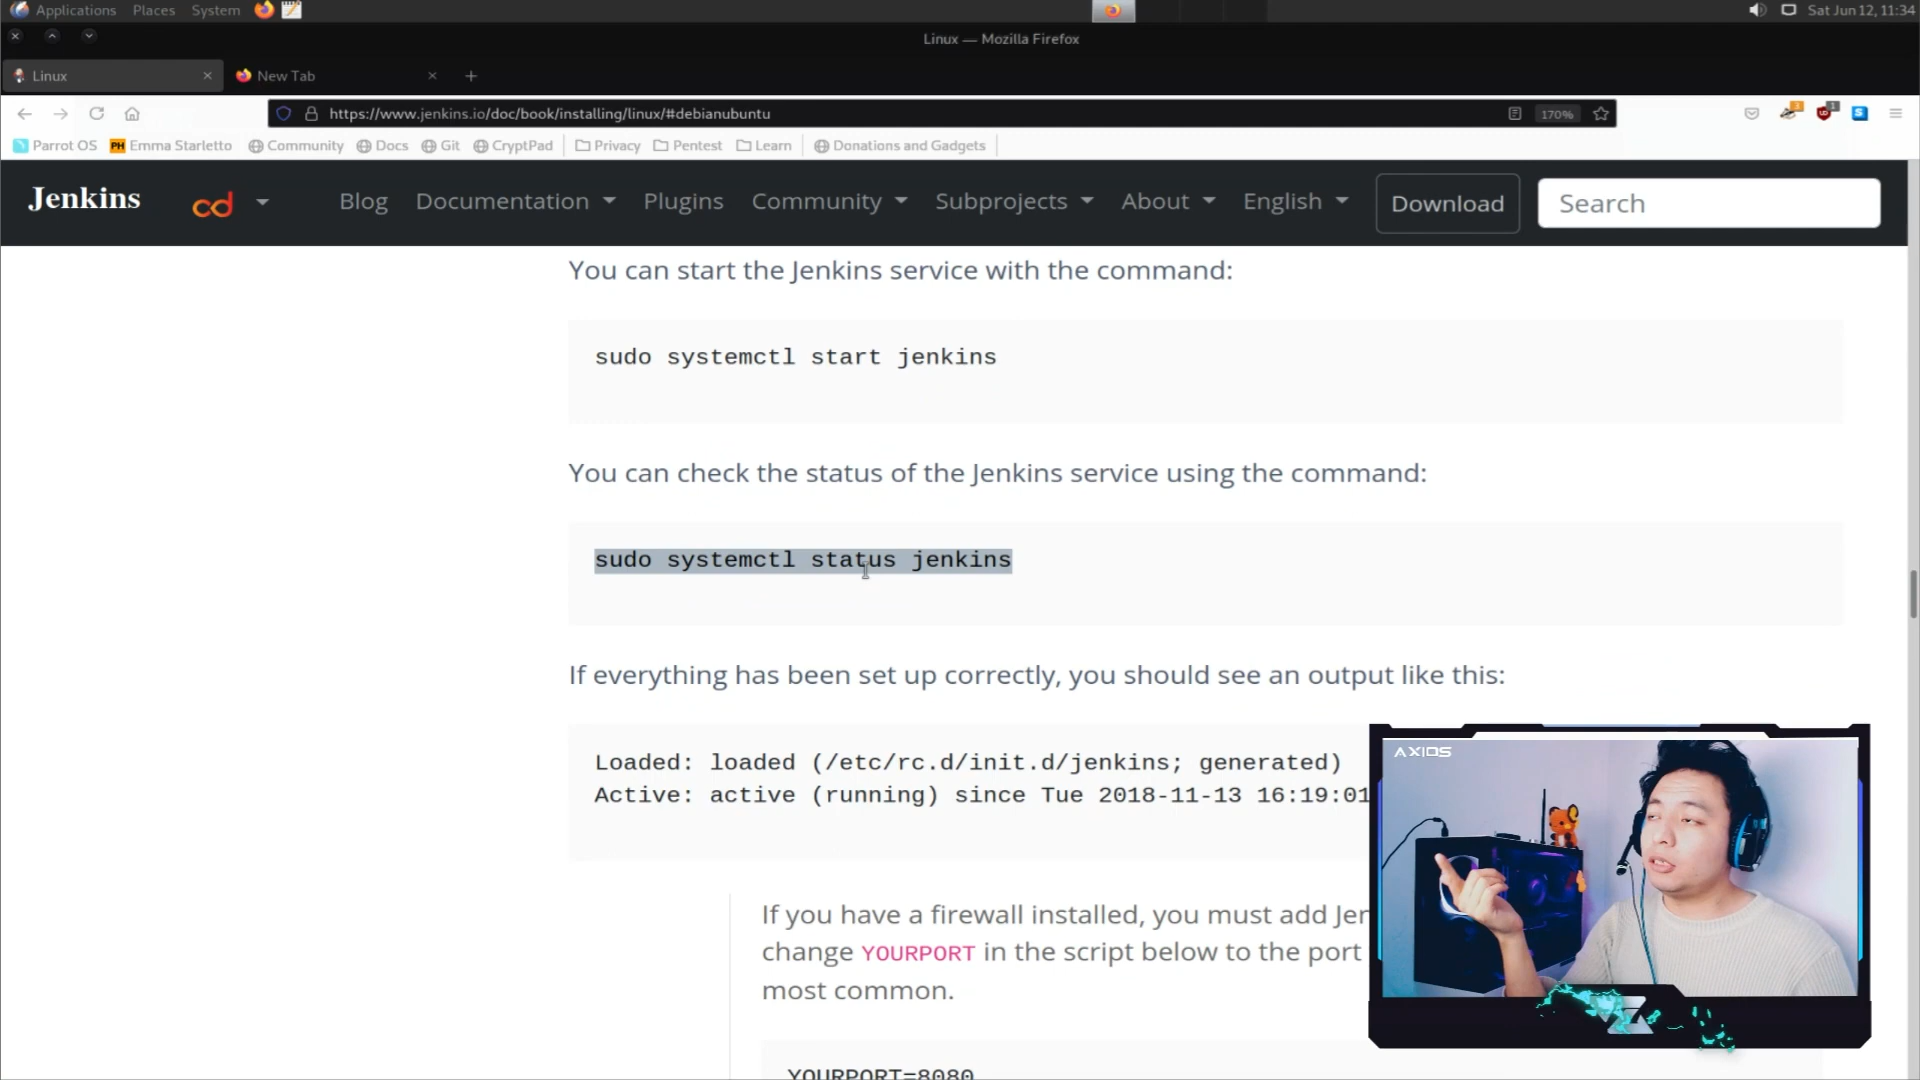 Applications Places System
Sat Jun 12, 11:34
Linux — Mozilla Firefox
Linux
New Tab
https://www.jenkins.io/doc/book/installing/linux/#debianubuntu
170%
Parrot OS PH Emma Starletto Community Docs Git CryptPad Privacy Pentest Learn Donations and Gadgets
Jenkins cd Blog Documentation Plugins Community Subprojects About English Download Search
You can start the Jenkins service with the command:
sudo systemctl start jenkins
You can check the status of the Jenkins service using the command:
sudo systemctl status jenkins
If everything has been set up correctly, you should see an output like this:
Loaded: loaded (/etc/rc.d/init.d/jenkins; generated)
Active: active (running) since Tue 2018-11-13 16:19:01
AXIOS
If you have a firewall installed, you must add Jen
change YOURPORT in the script below to the port
most common.
YOURPORT=8080